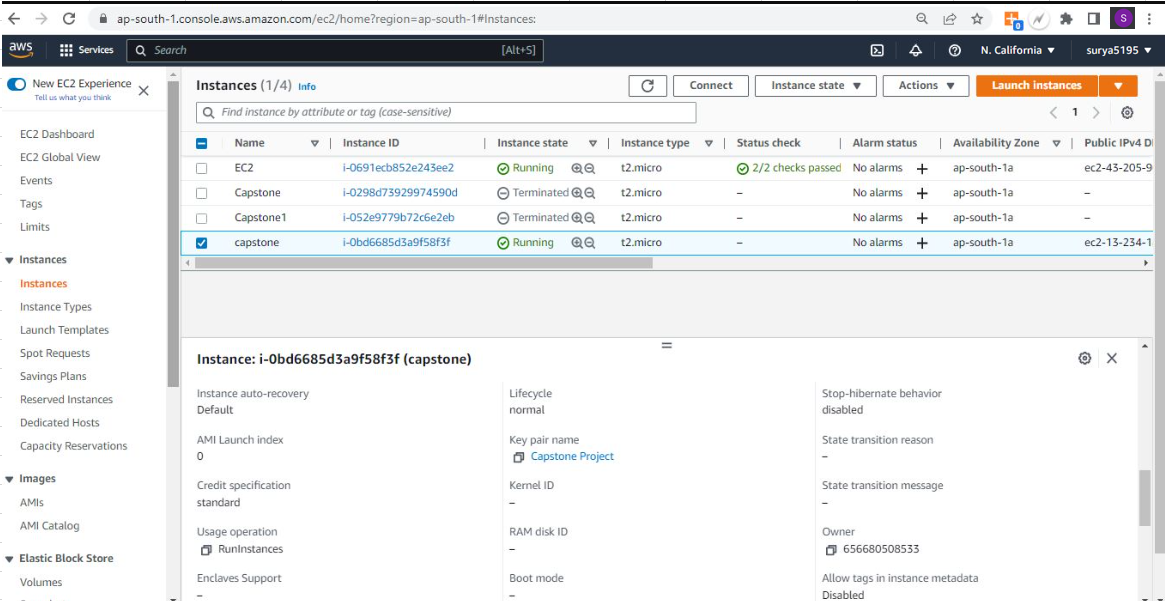 ap-south-1.console.aws.amazon.com/ec2/home?region=ap-south-1#Instances:
0
S
aws
Services
Search
[Alt+S]
N. California ▼
surya5195 ▼
New EC2 Experience
Tell us what you think
EC2 Dashboard
EC2 Global View
Events
Tags
Limits
Instances
Instances
Instance Types
Launch Templates
Spot Requests
Savings Plans
Reserved Instances
Dedicated Hosts
Capacity Reservations
Images
AMIs
AMI Catalog
Elastic Block Store
Volumes
Instances (1/4) Info
Connect
Instance state ▼
Actions ▼
Launch instances
Find instance by attribute or tag (case-sensitive)
1
Name Instance ID Instance state Instance type Status check Alarm status Availability Zone Public IPv4 D
EC2 i-0691ecb852e243ee2 Running t2.micro 2/2 checks passed No alarms + ap-south-1a ec2-43-205-9
Capstone i-0298d73929974590d Terminated t2.micro – No alarms + ap-south-1a –
Capstone1 i-052e9779b72c6e2eb Terminated t2.micro – No alarms + ap-south-1a –
capstone i-0bd6685d3a9f58f3f Running t2.micro – No alarms + ap-south-1a ec2-13-234-1
Instance: i-0bd6685d3a9f58f3f (capstone)
Instance auto-recovery
Default
Lifecycle
normal
Stop-hibernate behavior
disabled
AMI Launch index
0
Key pair name
Capstone Project
State transition reason
–
Credit specification
standard
Kernel ID
–
State transition message
–
Usage operation
RunInstances
RAM disk ID
–
Owner
656680508533
Enclaves Support
–
Boot mode
–
Allow tags in instance metadata
Disabled